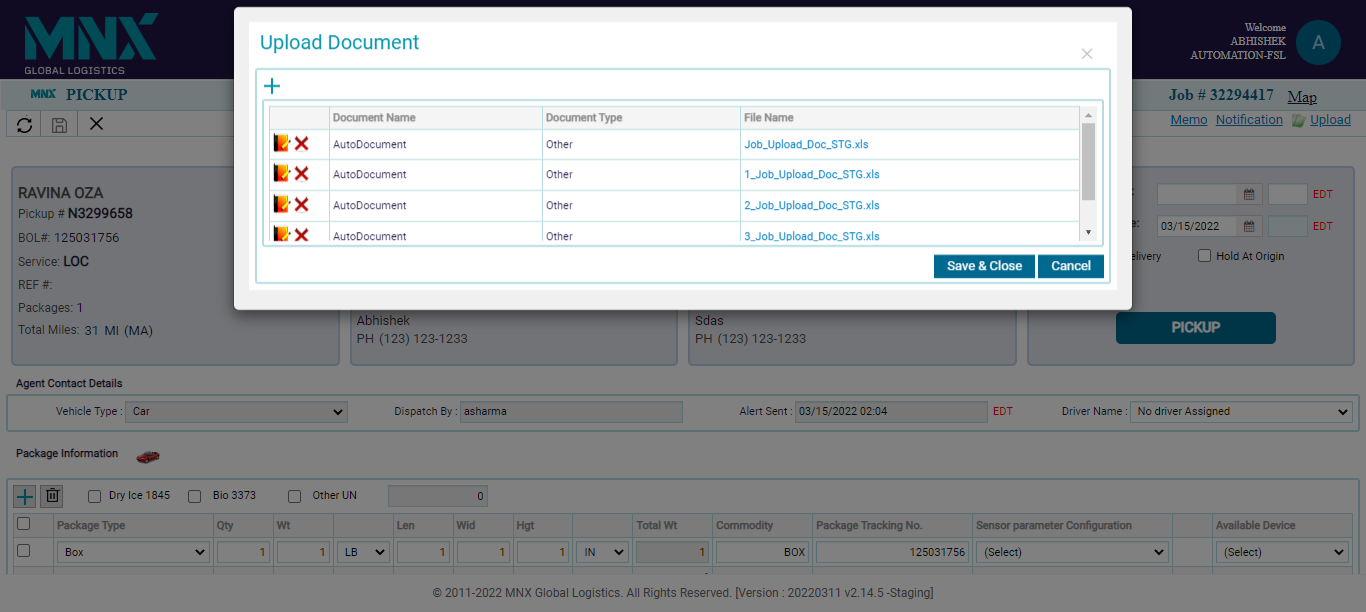 MNX
GLOBAL LOGISTICS
Welcome
ABHISHEK
AUTOMATION-FSL
A
MNX PICKUP
Job # 32294417 Map
Memo Notification Upload
Upload Document
Document Name Document Type File Name
AutoDocument Other Job_Upload_Doc_STG.xls
AutoDocument Other 1_Job_Upload_Doc_STG.xls
AutoDocument Other 2_Job_Upload_Doc_STG.xls
AutoDocument Other 3_Job_Upload_Doc_STG.xls
Save & Close Cancel
RAVINA OZA
Pickup # N3299658
BOL#: 125031756
Service: LOC
REF #:
Packages: 1
Total Miles: 31 MI (MA)
Abhishek
PH (123) 123-1233
Sdas
PH (123) 123-1233
EDT
e: 03/15/2022 EDT
elivery Hold At Origin
PICKUP
Agent Contact Details
Vehicle Type : Car Dispatch By : asharma Alert Sent : 03/15/2022 02:04 EDT Driver Name : No driver Assigned
Package Information
Dry Ice 1845 Bio 3373 Other UN 0
Package Type Qty Wt Len Wid Hgt Total Wt Commodity Package Tracking No. Sensor parameter Configuration Available Device
Box 1 1 LB 1 1 1 IN 1 BOX 125031756 (Select) (Select)
© 2011-2022 MNX Global Logistics. All Rights Reserved. [Version : 20220311 v2.14.5 -Staging]